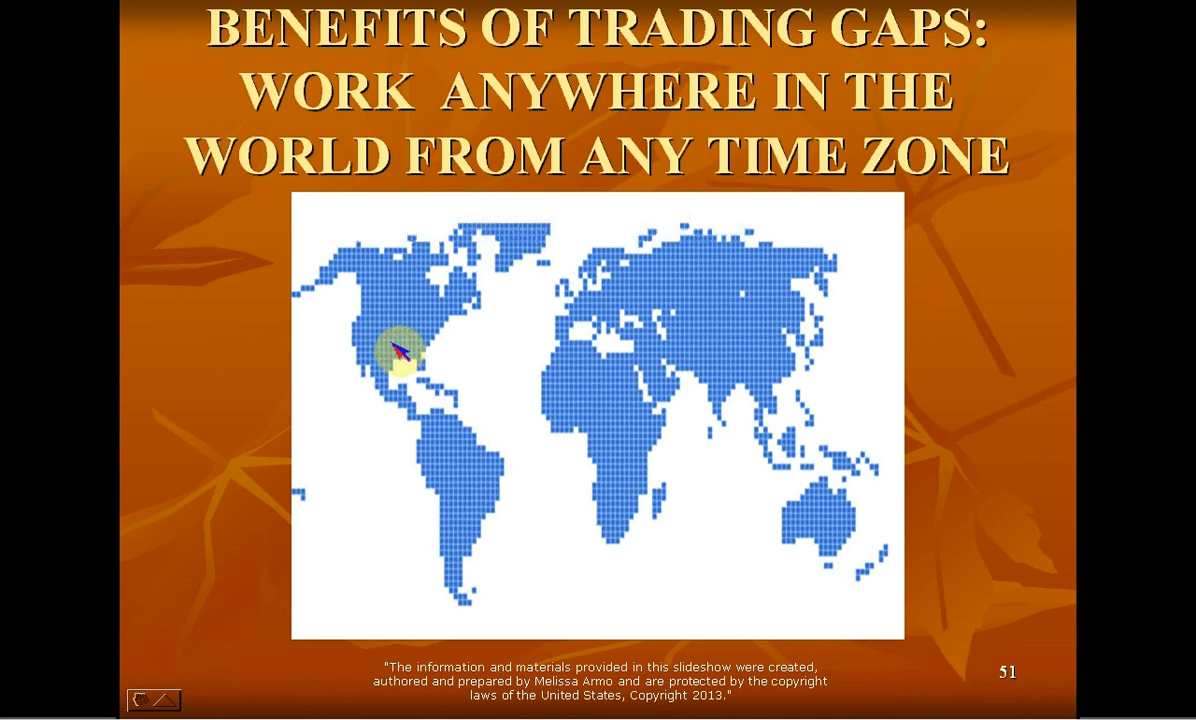 BENEFITS OF TRADING GAPS:
WORK ANYWHERE IN THE
WORLD FROM ANY TIME ZONE
"The information and materials provided in this slideshow were created,
authored and prepared by Melissa Armo and are protected by the copyright
laws of the United States, Copyright 2013."
51